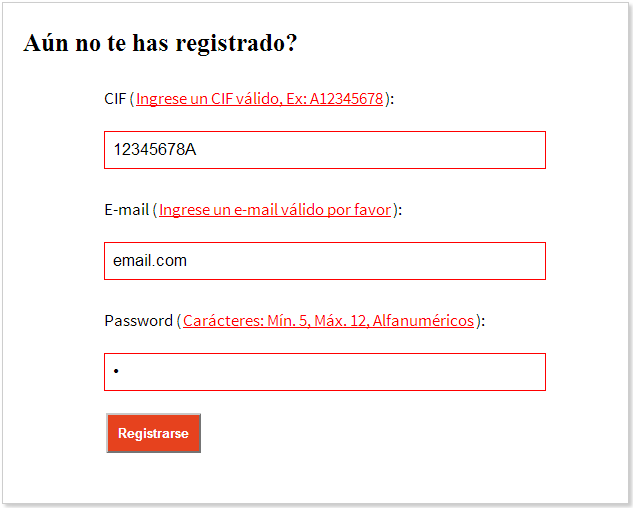 Aún no te has registrado?
CIF (Ingrese un CIF válido, Ex: A12345678):
12345678A
E-mail (Ingrese un e-mail válido por favor):
email.com
Password (Carácteres: Mín. 5, Máx. 12, Alfanuméricos):
•
Registrarse